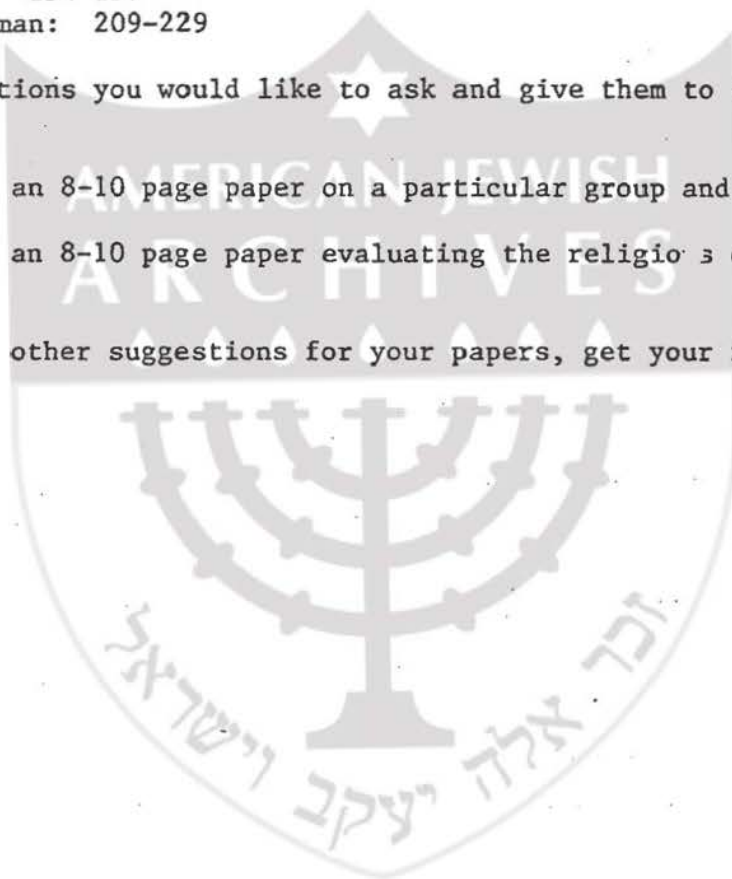 man: 209-229
tions you would like to ask and give them to
an 8-10 page paper on a particular group and
an 8-10 page paper evaluating the religio s
other suggestions for your papers, get your
AMERICAN JEWISH
ARCHIVES
זכר אלה יעקב וישראל